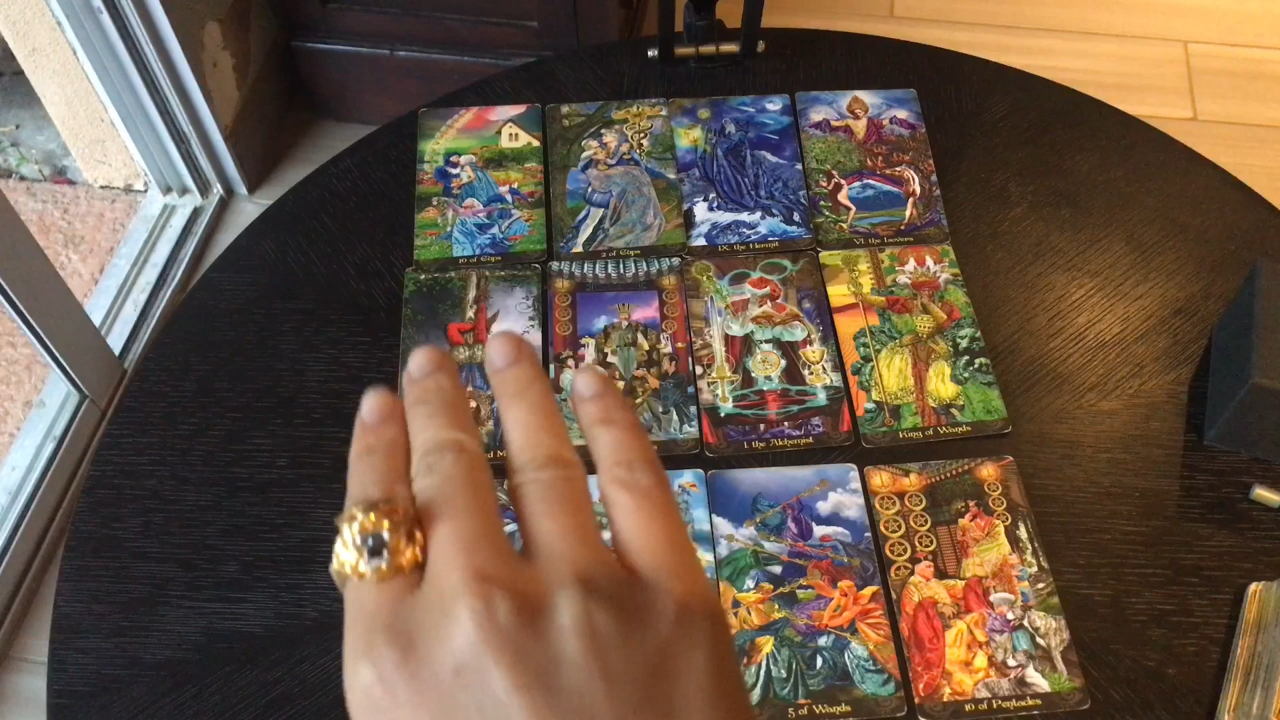 10 of Cups
2 of Cups
IX. the Hermit
VI. the Lovers
I. the Alchemist
King of Wands
5 of Wands
10 of Pentacles